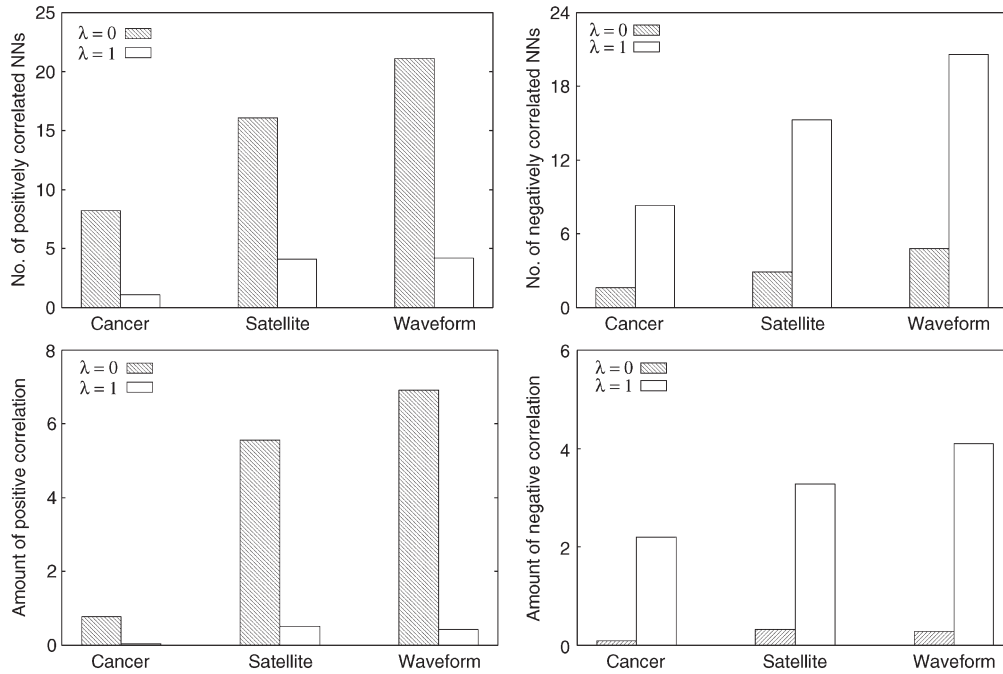 No. of positively correlated NNs
25
20
15
10
5
0
λ = 0
λ = 1
Cancer Satellite Waveform
No. of negatively correlated NNs
24
18
12
6
0
λ = 0
λ = 1
Cancer Satellite Waveform
Amount of positive correlation
8
6
4
2
0
λ = 0
λ = 1
Cancer Satellite Waveform
Amount of negative correlation
6
4
2
0
λ = 0
λ = 1
Cancer Satellite Waveform